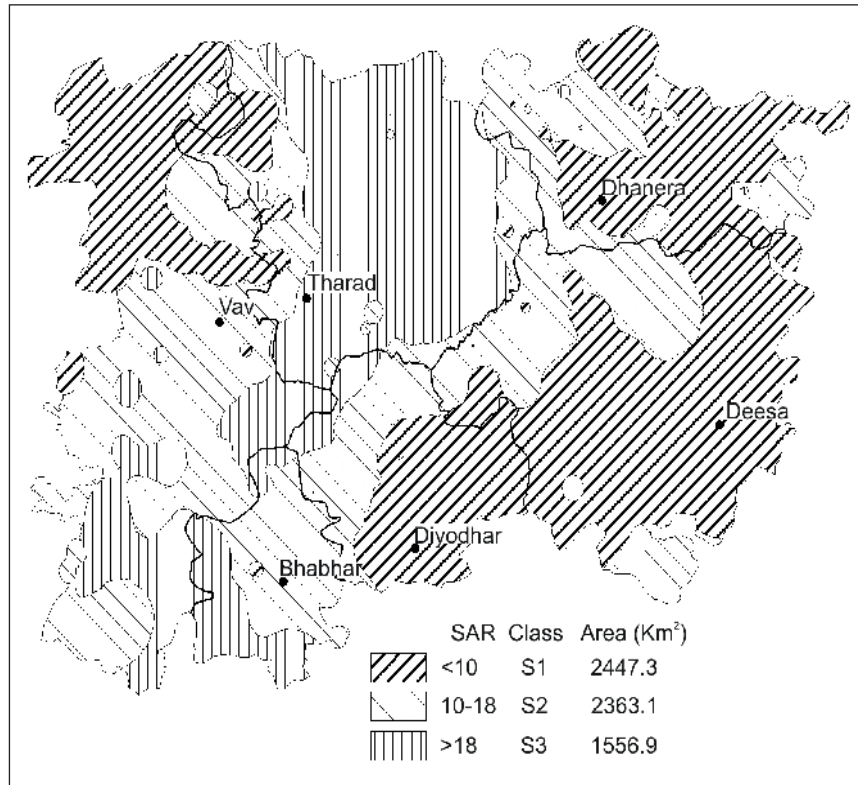 Dhanera
Tharad
Vav
Deesa
Diyodhar
Bhabhar
SAR Class Area (Km²)
<10 S1 2447.3
10-18 S2 2363.1
>18 S3 1556.9